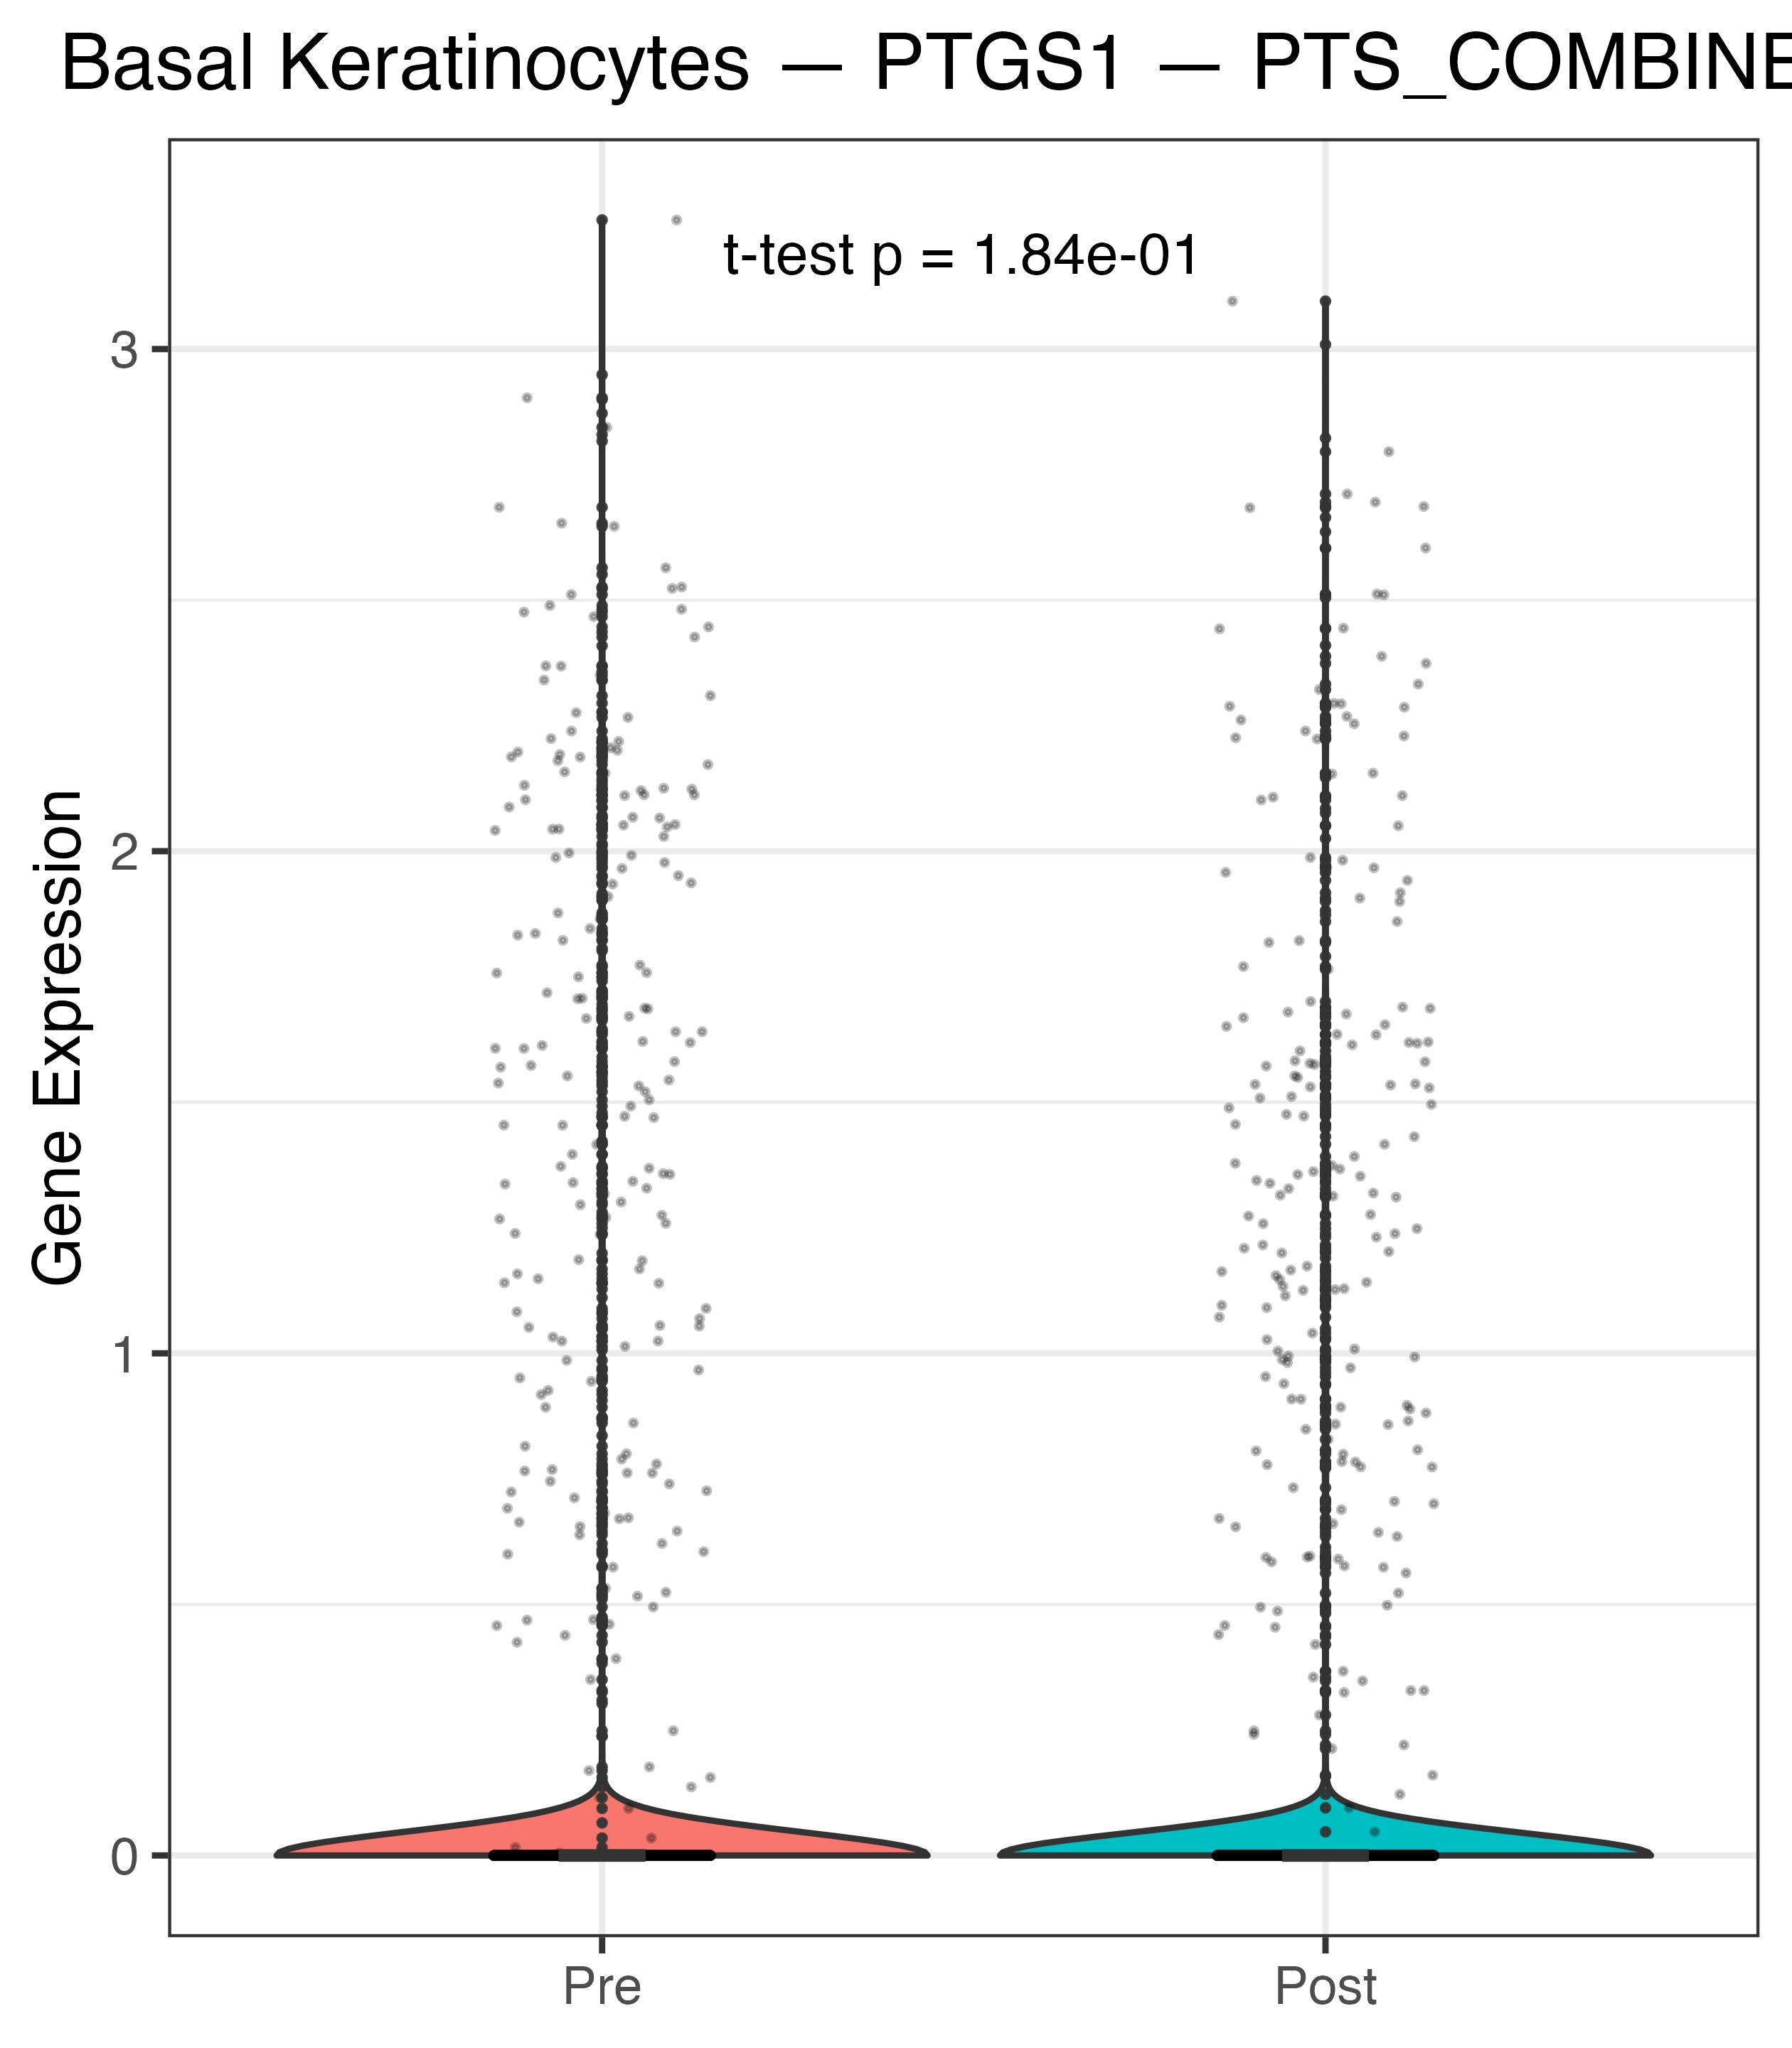 Basal Keratinocytes — PTGS1 — PTS_COMBINE
t-test p = 1.84e-01
3
2
1
0
Gene Expression
Pre
Post